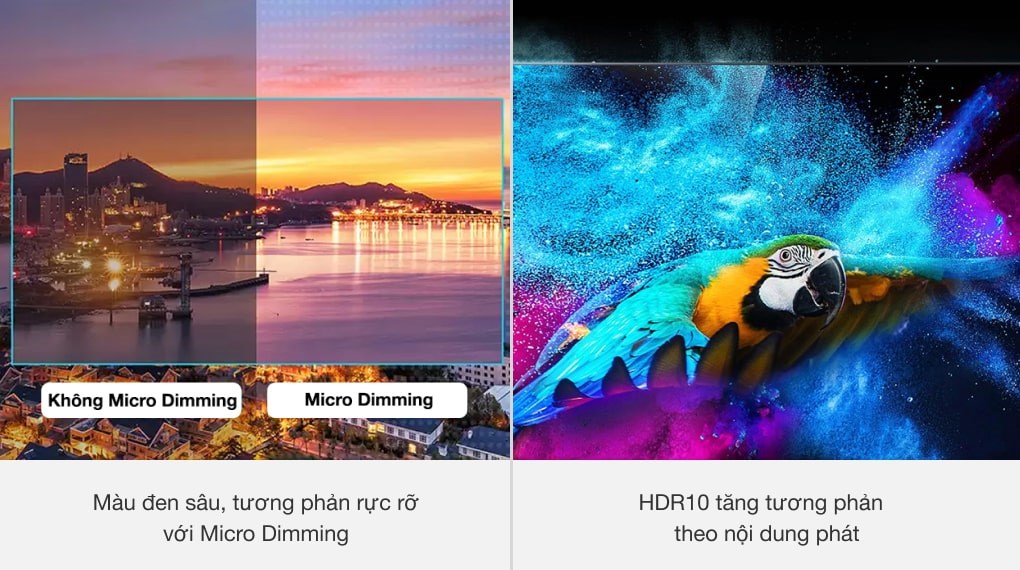 Không Micro Dimming
Micro Dimming
Màu đen sâu, tương phản rực rỡ
với Micro Dimming
HDR10 tăng tương phản
theo nội dung phát